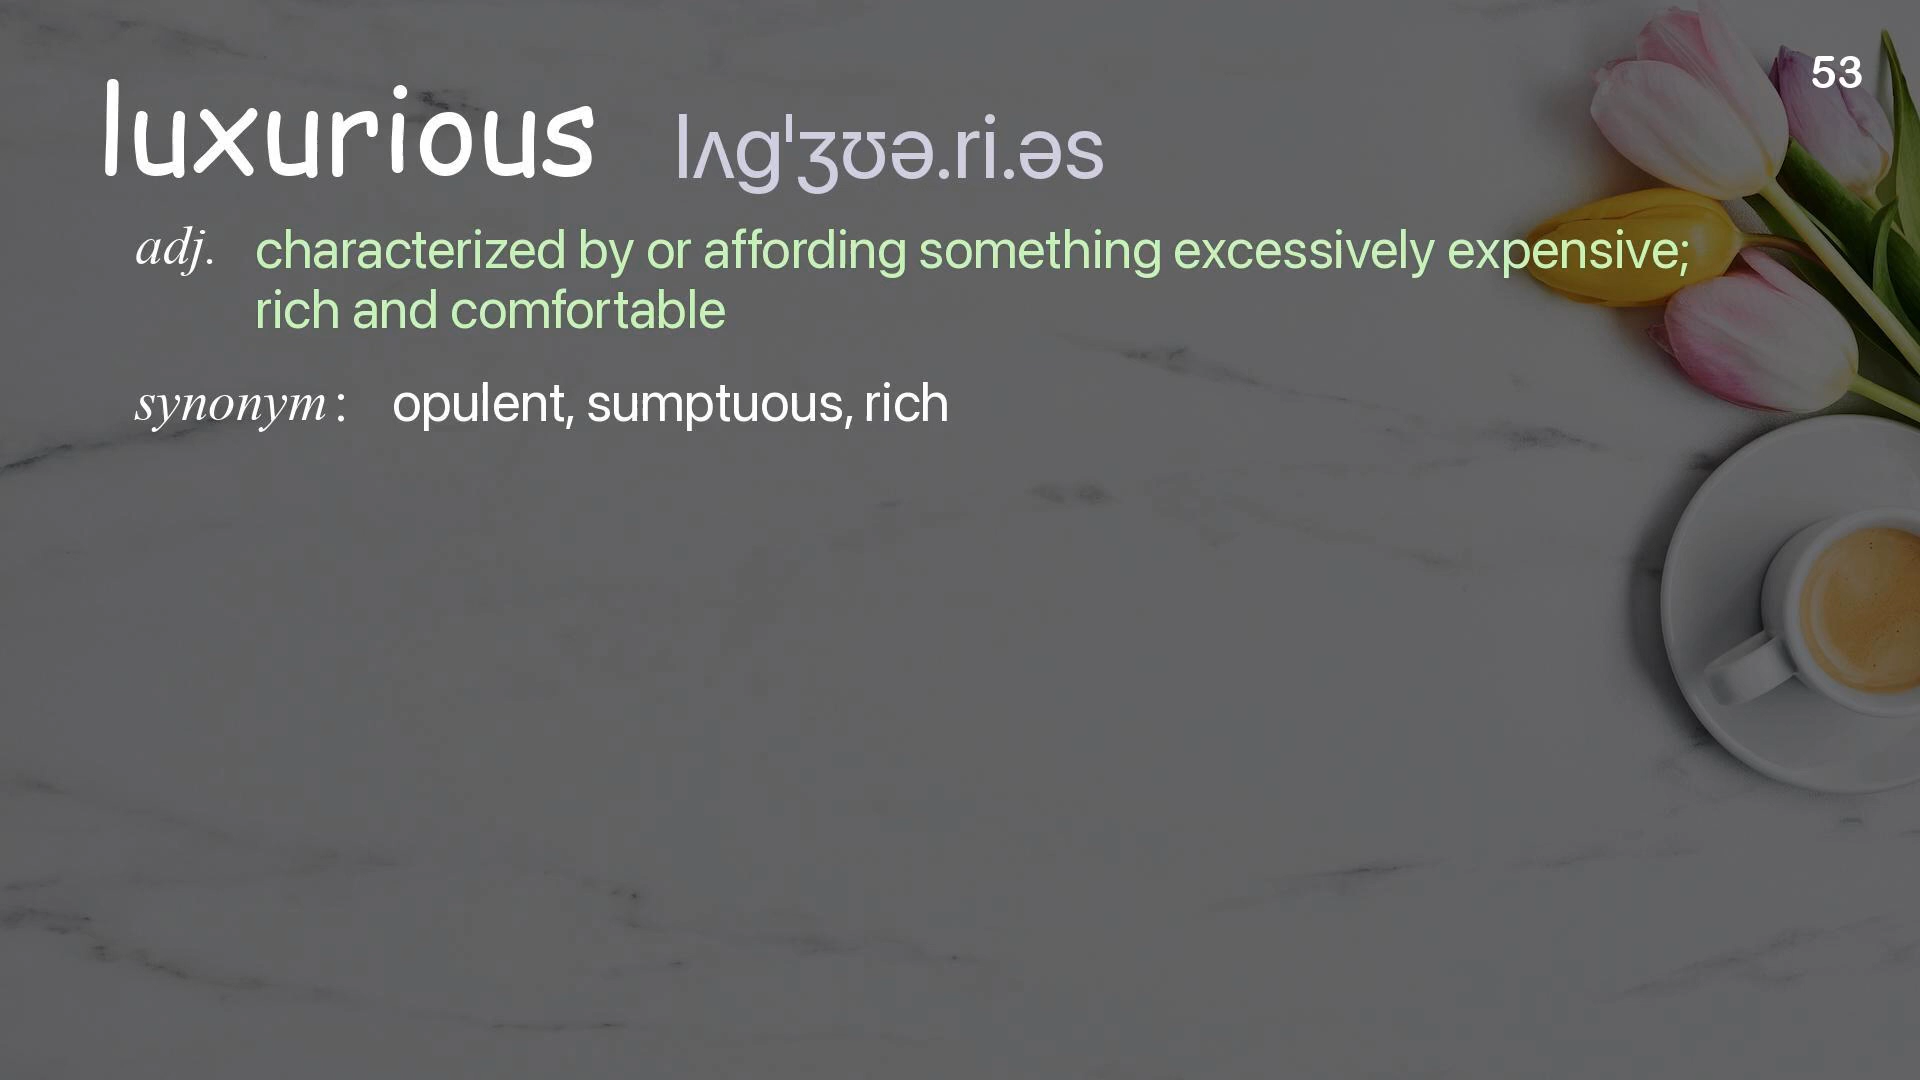 53
luxurious lʌgˈʒʊə.ri.əs
adj. characterized by or affording something excessively expensive;
rich and comfortable
synonym: opulent, sumptuous, rich